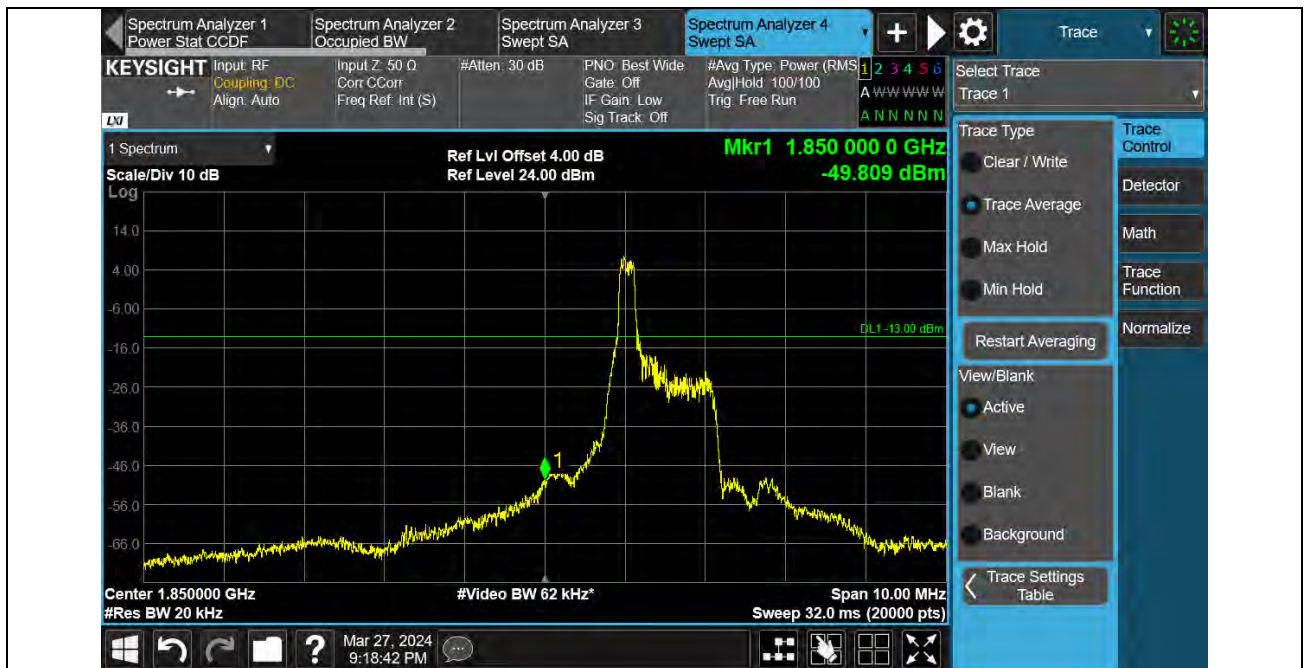 Spectrum Analyzer 1
Power Stat CCDF
Spectrum Analyzer 2
Occupied BW
Spectrum Analyzer 3
Swept SA
Spectrum Analyzer 4
Swept SA
Trace
KEYSIGHT
LXI
Input: RF
Coupling: DC
Align: Auto
Input Z: 50 Ω
Corr CCorr
Freq Ref: Int (S)
#Atten: 30 dB
PNO: Best Wide
Gate: Off
IF Gain: Low
Sig Track: Off
#Avg Type: Power (RMS
Avg|Hold: 100/100
Trig: Free Run
1 2 3 4 5 6
A W W W W W
A N N N N N
Select Trace
Trace 1
1 Spectrum
Scale/Div 10 dB
Ref Lvl Offset 4.00 dB
Ref Level 24.00 dBm
Mkr1 1.850 000 0 GHz
-49.809 dBm
Log
14.0
4.00
-6.00
-16.0
-26.0
-36.0
-46.0
-56.0
-66.0
DL1 -13.00 dBm
1
Center 1.850000 GHz
#Res BW 20 kHz
#Video BW 62 kHz*
Span 10.00 MHz
Sweep 32.0 ms (20000 pts)
Trace Type
Clear / Write
Trace Average
Max Hold
Min Hold
Restart Averaging
View/Blank
Active
View
Blank
Background
Trace Settings
Table
Trace
Control
Detector
Math
Trace
Function
Normalize
?
Mar 27, 2024
9:18:42 PM